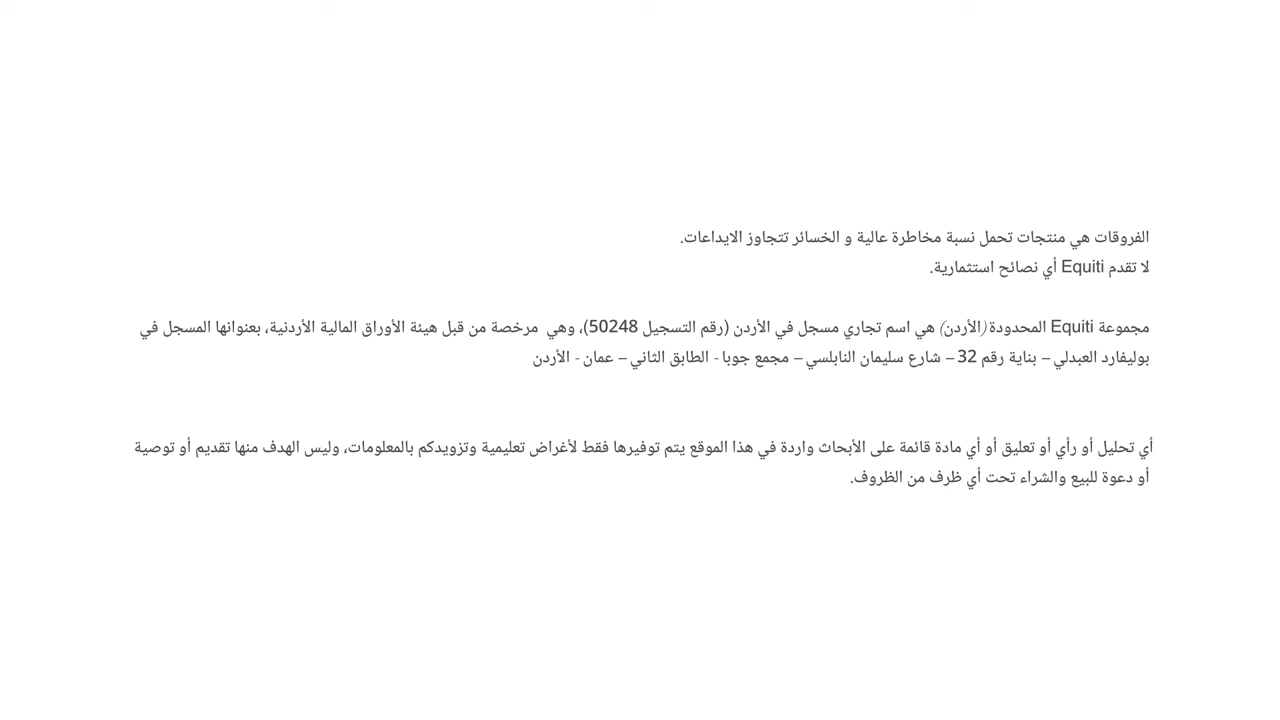 الفروقات هي منتجات تحمل نسبة مخاطرة عالية و الخسائر تتجاوز الايداعات.
لا تقدم Equiti أي نصائح استثمارية.
مجموعة Equiti المحدودة (الأردن) هي اسم تجاري مسجل في الأردن (رقم التسجيل 50248)، وهي مرخصة من قبل هيئة الأوراق المالية الأردنية، بعنوانها المسجل في
بوليفارد العبدلي – بناية رقم 32 – شارع سليمان النابلسي – مجمع جوبا - الطابق الثاني – عمان - الأردن
أي تحليل أو رأي أو تعليق أو أي مادة قائمة على الأبحاث واردة في هذا الموقع يتم توفيرها فقط لأغراض تعليمية وتزويدكم بالمعلومات، وليس الهدف منها تقديم أو توصية
أو دعوة للبيع والشراء تحت أي ظرف من الظروف.